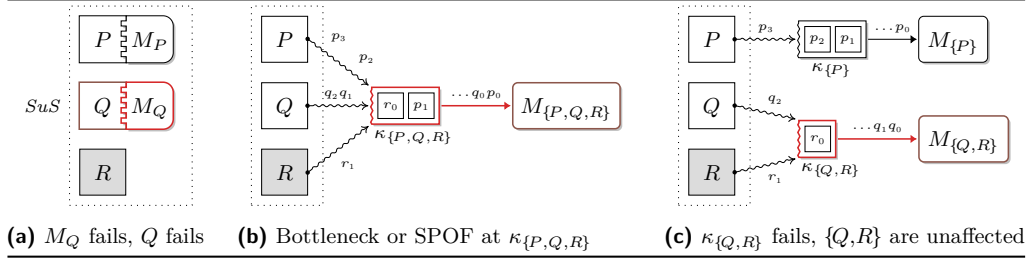 P M_P
SuS Q M_Q
R
(a) M_Q fails, Q fails
P
p_3
p_2
Q q_2 q_1 r_0 p_1 ...q_0 p_0 M_{P,Q,R}
κ_{P,Q,R}
R
r_1
(b) Bottleneck or SPOF at κ_{P,Q,R}
P p_3 p_2 p_1 ...p_0 M_{P}
κ_{P}
Q q_2
r_0 ...q_1 q_0 M_{Q,R}
κ_{Q,R}
R r_1
(c) κ_{Q,R} fails, {Q,R} are unaffected